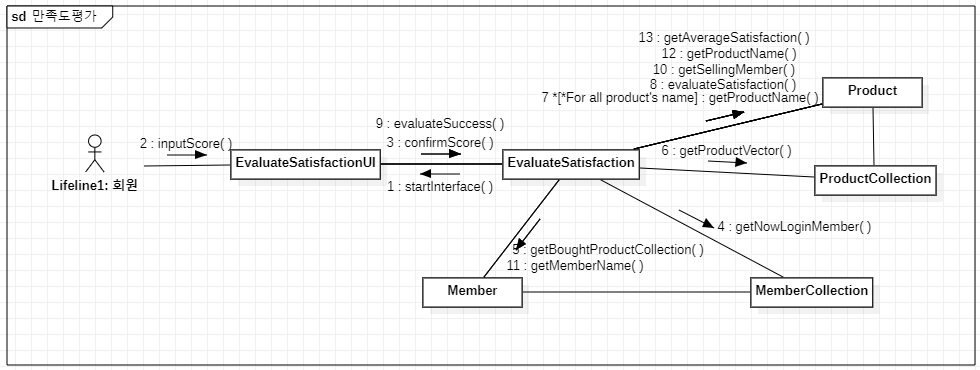 sd 만족도평가
13 : getAverageSatisfaction( )
12 : getProductName( )
10 : getSellingMember( )
8 : evaluateSatisfaction( )
7 *[*For all product's name] : getProductName( )
Product
9 : evaluateSuccess( )
2 : inputScore( )
3 : confirmScore( )
6 : getProductVector( )
EvaluateSatisfactionUI
EvaluateSatisfaction
Lifeline1: 회원
1 : startInterface( )
ProductCollection
4 : getNowLoginMember( )
5 : getBoughtProductCollection( )
11 : getMemberName( )
Member
MemberCollection